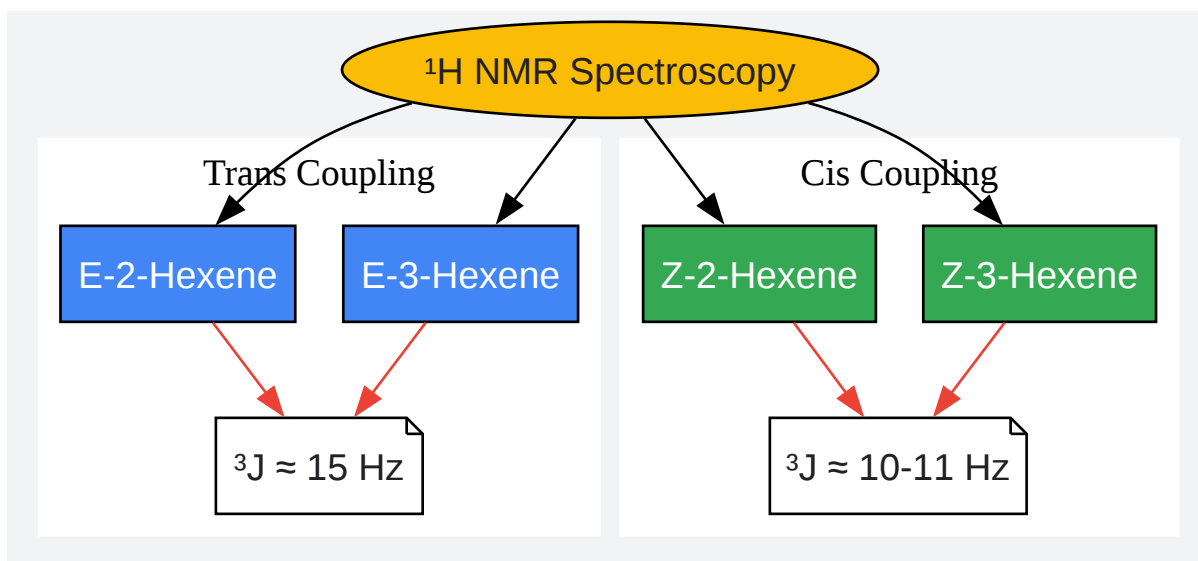 ¹H NMR Spectroscopy
Trans Coupling
Cis Coupling
E-2-Hexene
E-3-Hexene
Z-2-Hexene
Z-3-Hexene
³J ≈ 15 Hz
³J ≈ 10-11 Hz